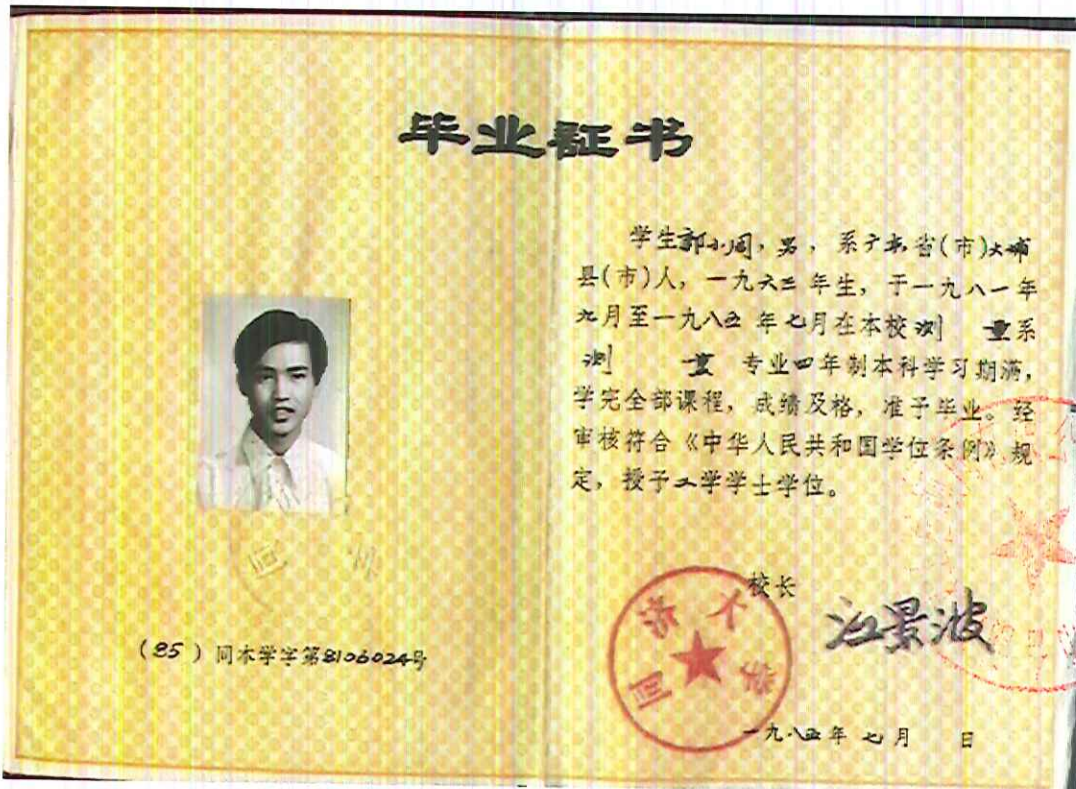 毕业证书
学生郭小同，男，系广东省(市)大埔
县(市)人，一九六三年生，于一九八一年
九月至一九八五年七月在本校测 量系
测 量 专业四年制本科学习期满，
学完全部课程，成绩及格，准予毕业。经
审核符合《中华人民共和国学位条例》规
定，授予工学学士学位。
校长
江景波
同济大学
(85)同本学字第8106024号
一九八五年七月 日